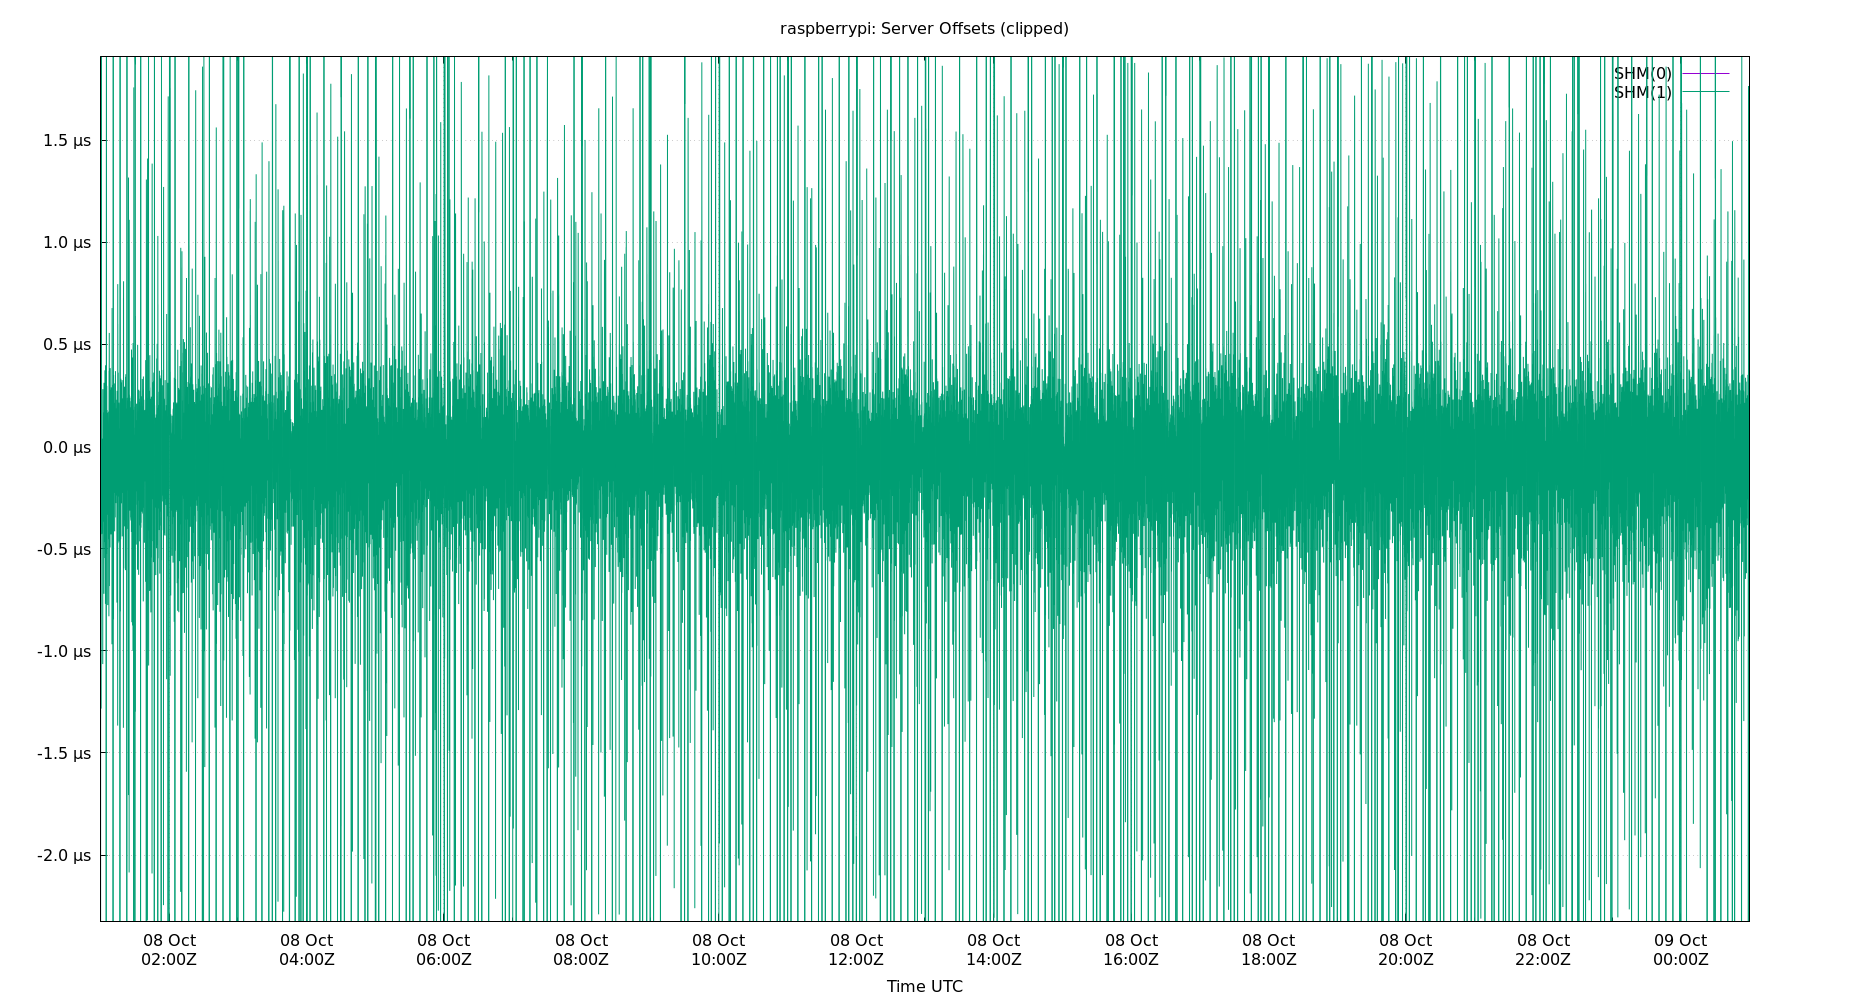 raspberrypi: Server Offsets (clipped)
SHM(0)
SHM(1)
1.5 µs
1.0 µs
0.5 µs
0.0 µs
-0.5 µs
-1.0 µs
-1.5 µs
-2.0 µs
08 Oct 08 Oct 08 Oct 08 Oct 08 Oct 08 Oct 08 Oct 08 Oct 08 Oct 08 Oct 08 Oct 09 Oct
02:00Z 04:00Z 06:00Z 08:00Z 10:00Z 12:00Z 14:00Z 16:00Z 18:00Z 20:00Z 22:00Z 00:00Z
Time UTC